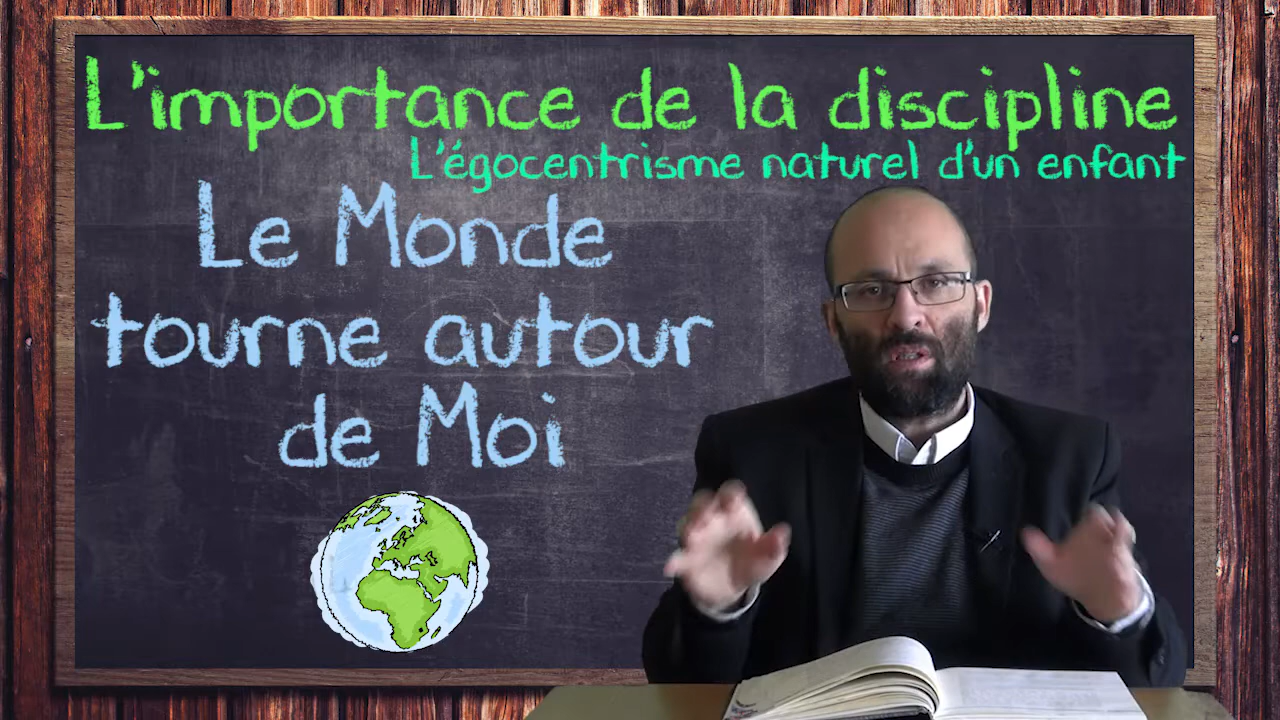 L'importance de la discipline
L'égocentrisme naturel d'un enfant
Le Monde
tourne autour
de Moi